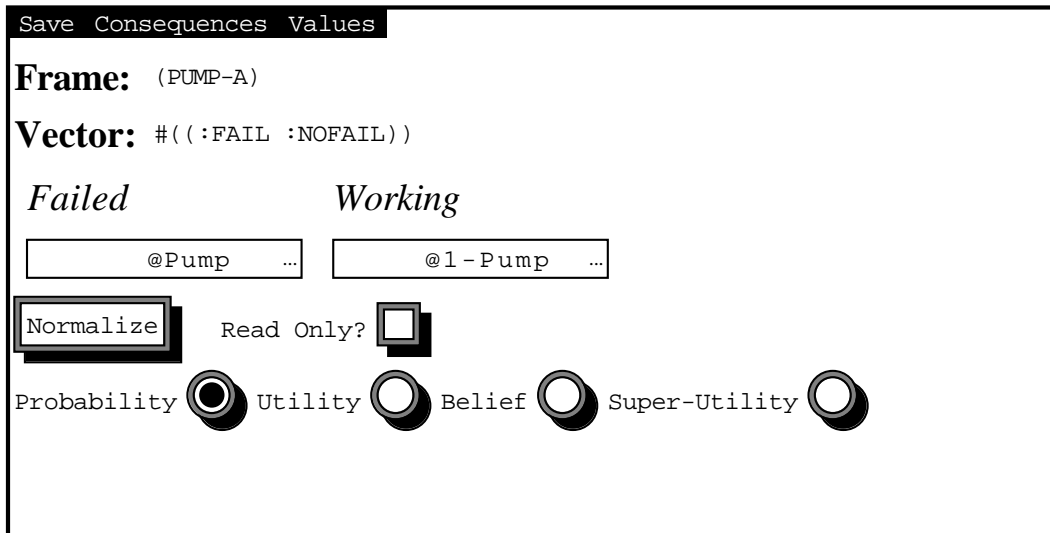 Save Consequences Values
Frame: (PUMP-A)
Vector: #((:FAIL :NOFAIL))
Failed Working
@Pump … @1-Pump …
Normalize Read Only?
Probability Utility Belief Super-Utility